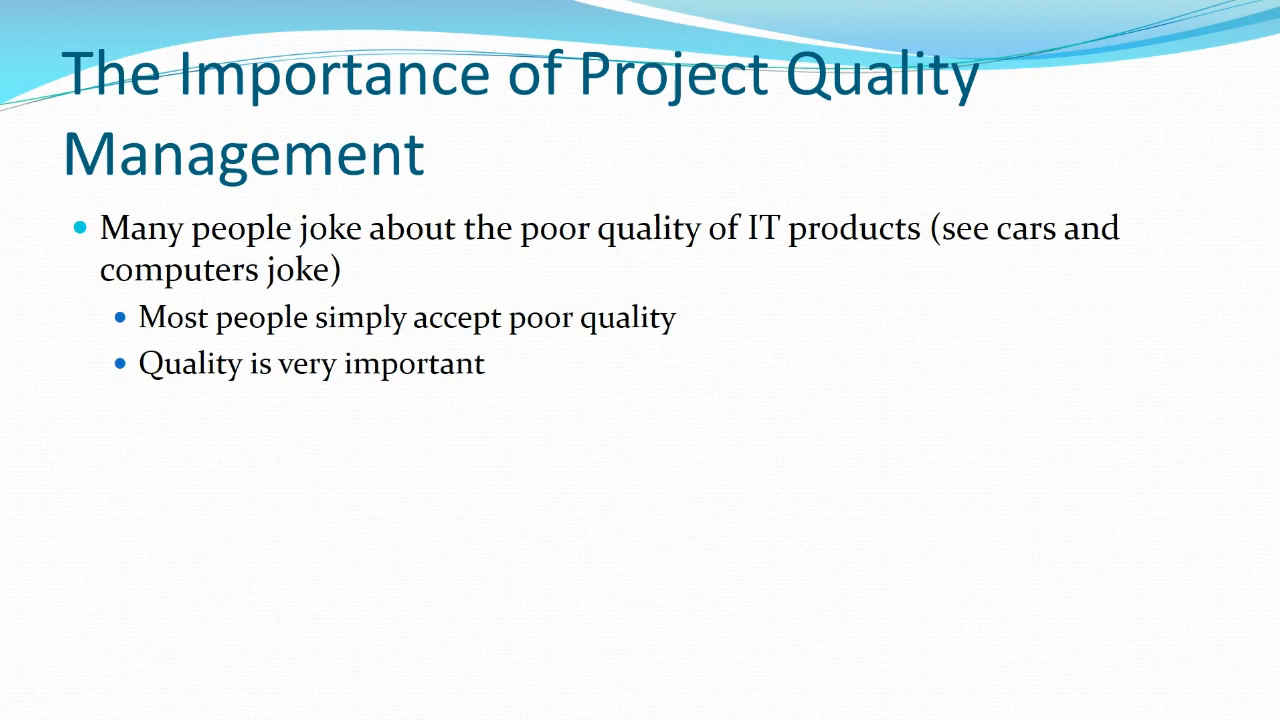 The Importance of Project Quality
Management
Many people joke about the poor quality of IT products (see cars and
computers joke)
Most people simply accept poor quality
Quality is very important